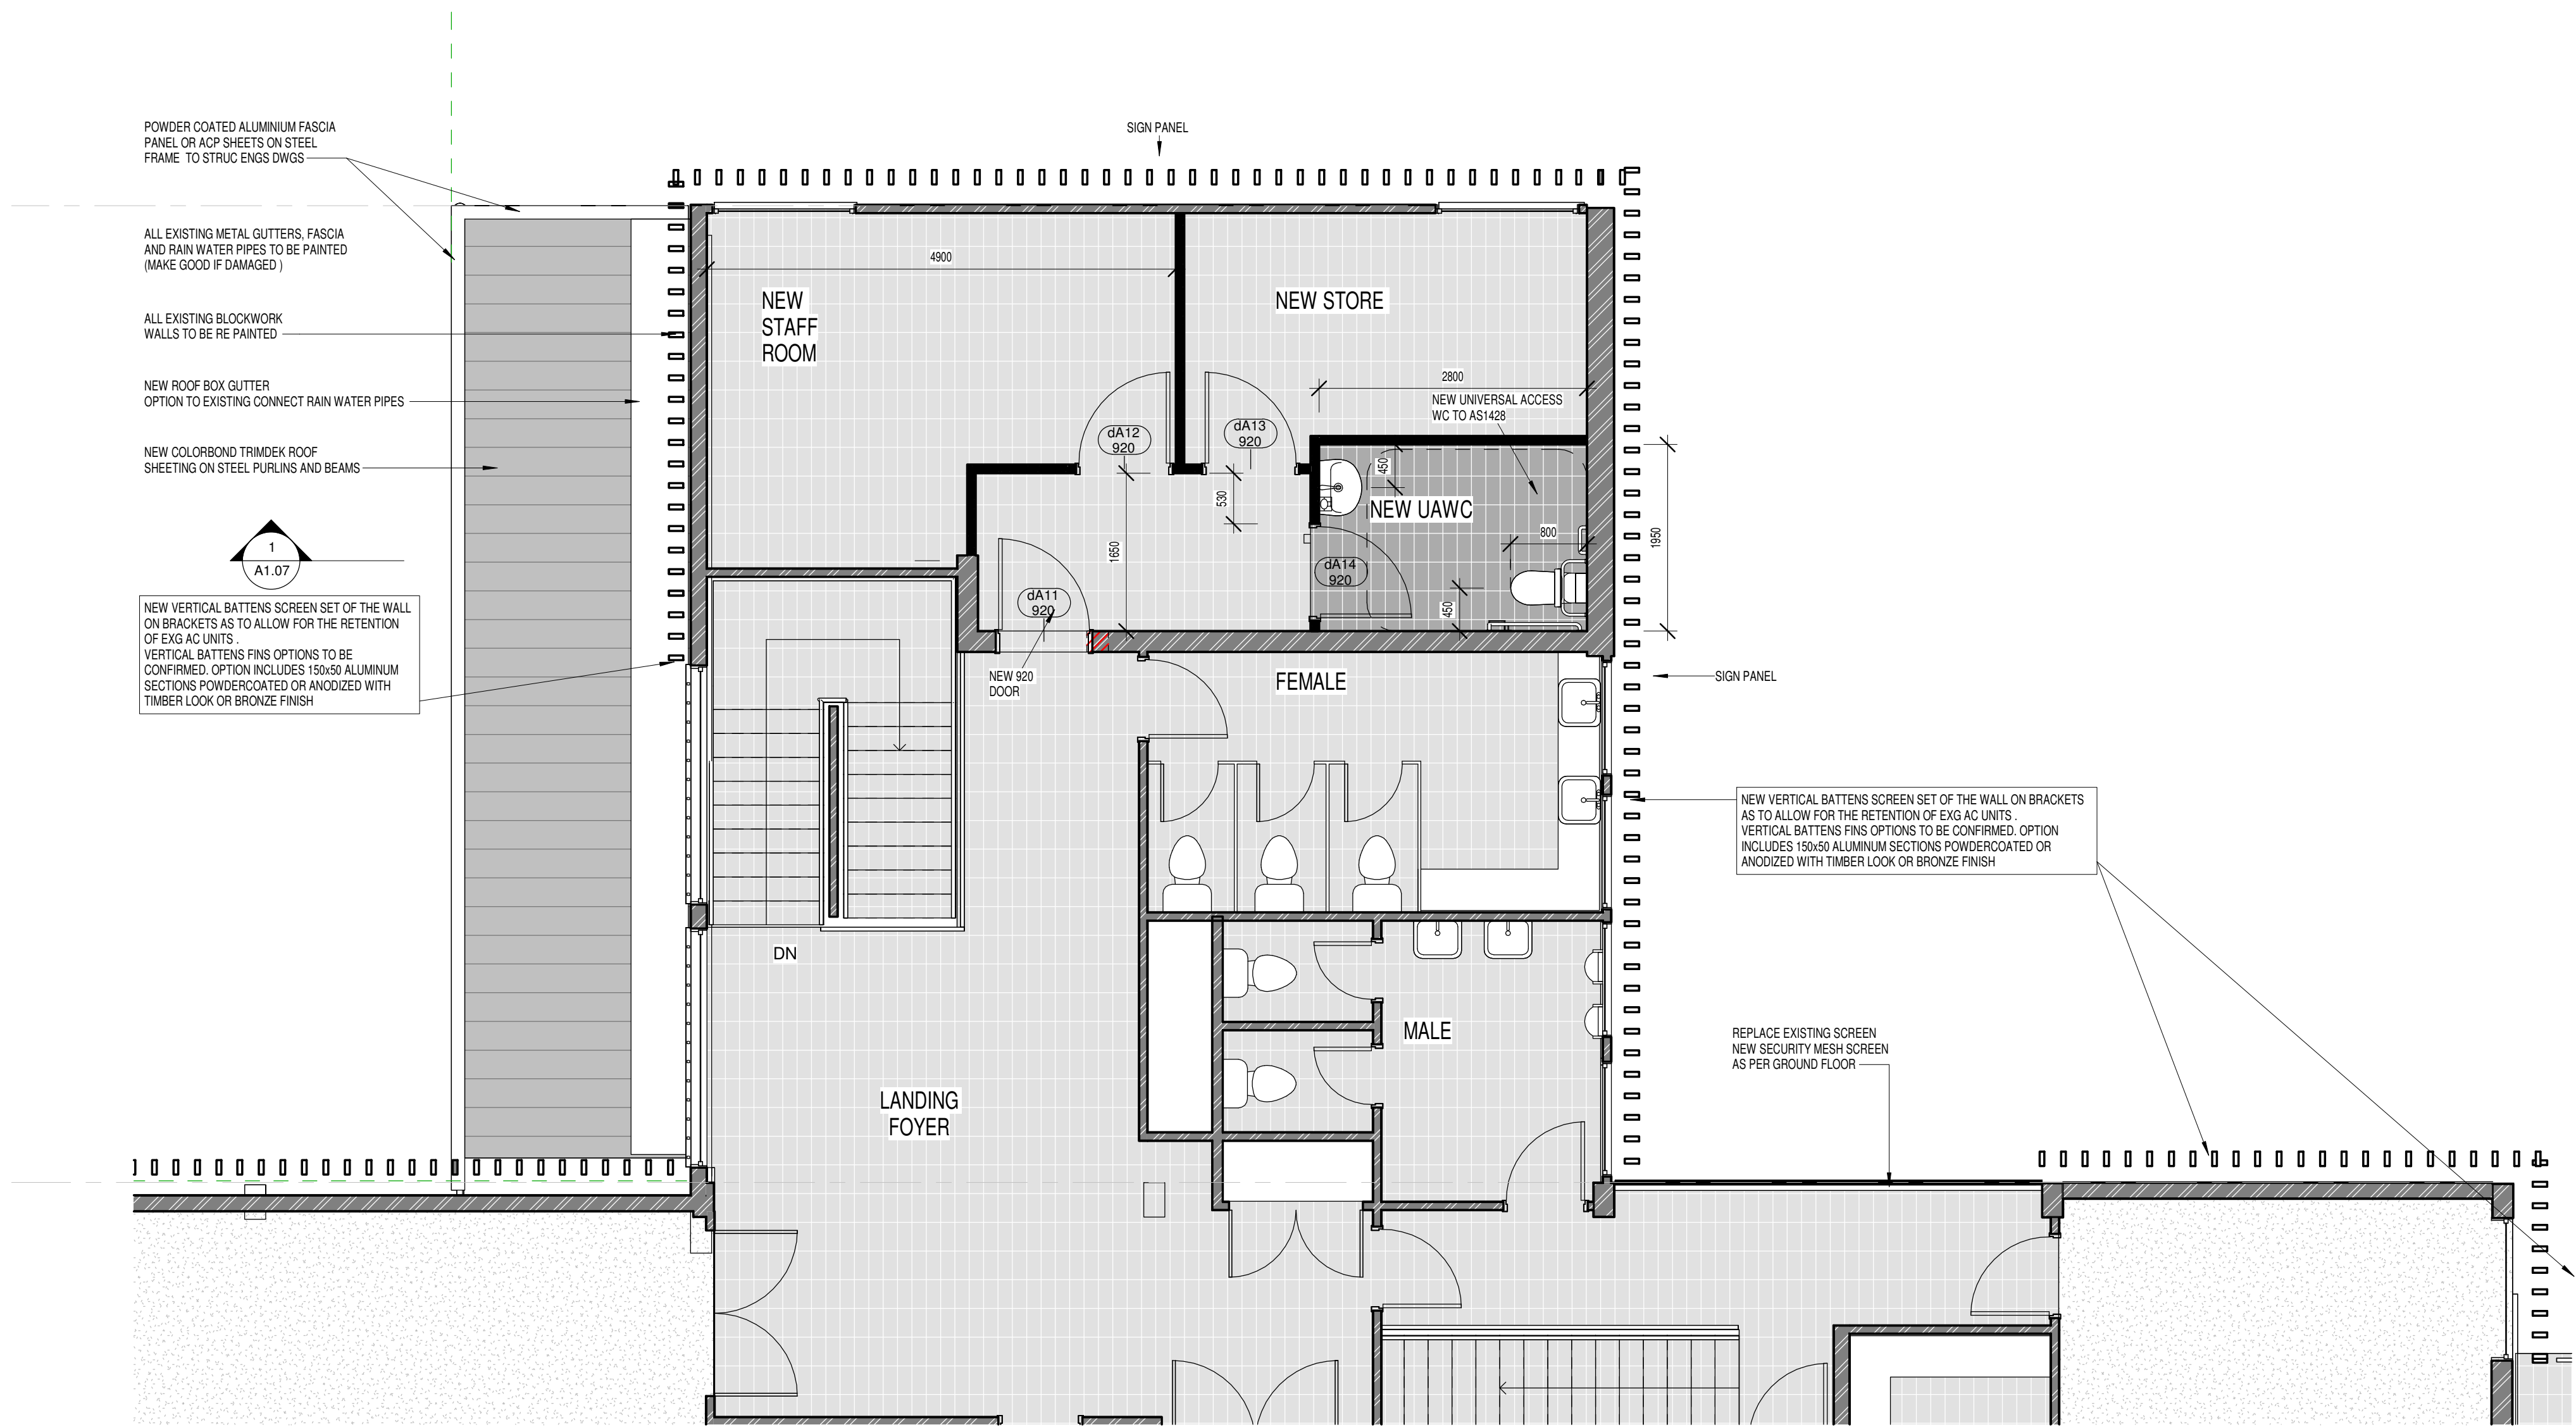 POWDER COATED ALUMINIUM FASCIA
PANEL OR ACP SHEETS ON STEEL
FRAME TO STRUC ENGS DWGS
SIGN PANEL
ALL EXISTING METAL GUTTERS, FASCIA
AND RAIN WATER PIPES TO BE PAINTED
(MAKE GOOD IF DAMAGED )
ALL EXISTING BLOCKWORK
WALLS TO BE RE PAINTED
NEW ROOF BOX GUTTER
OPTION TO EXISTING CONNECT RAIN WATER PIPES
NEW COLORBOND TRIMDEK ROOF
SHEETING ON STEEL PURLINS AND BEAMS
1
A1.07
NEW VERTICAL BATTENS SCREEN SET OF THE WALL
ON BRACKETS AS TO ALLOW FOR THE RETENTION
OF EXG AC UNITS .
VERTICAL BATTENS FINS OPTIONS TO BE
CONFIRMED. OPTION INCLUDES 150x50 ALUMINUM
SECTIONS POWDERCOATED OR ANODIZED WITH
TIMBER LOOK OR BRONZE FINISH
4900
NEW
STAFF
ROOM
NEW STORE
2800
NEW UNIVERSAL ACCESS
WC TO AS1428
dA12
920
dA13
920
450
530
NEW UAWC
800
1950
1650
dA14
920
450
dA11
920
NEW 920
DOOR
FEMALE
SIGN PANEL
NEW VERTICAL BATTENS SCREEN SET OF THE WALL ON BRACKETS
AS TO ALLOW FOR THE RETENTION OF EXG AC UNITS .
VERTICAL BATTENS FINS OPTIONS TO BE CONFIRMED. OPTION
INCLUDES 150x50 ALUMINUM SECTIONS POWDERCOATED OR
ANODIZED WITH TIMBER LOOK OR BRONZE FINISH
DN
MALE
REPLACE EXISTING SCREEN
NEW SECURITY MESH SCREEN
AS PER GROUND FLOOR
LANDING
FOYER